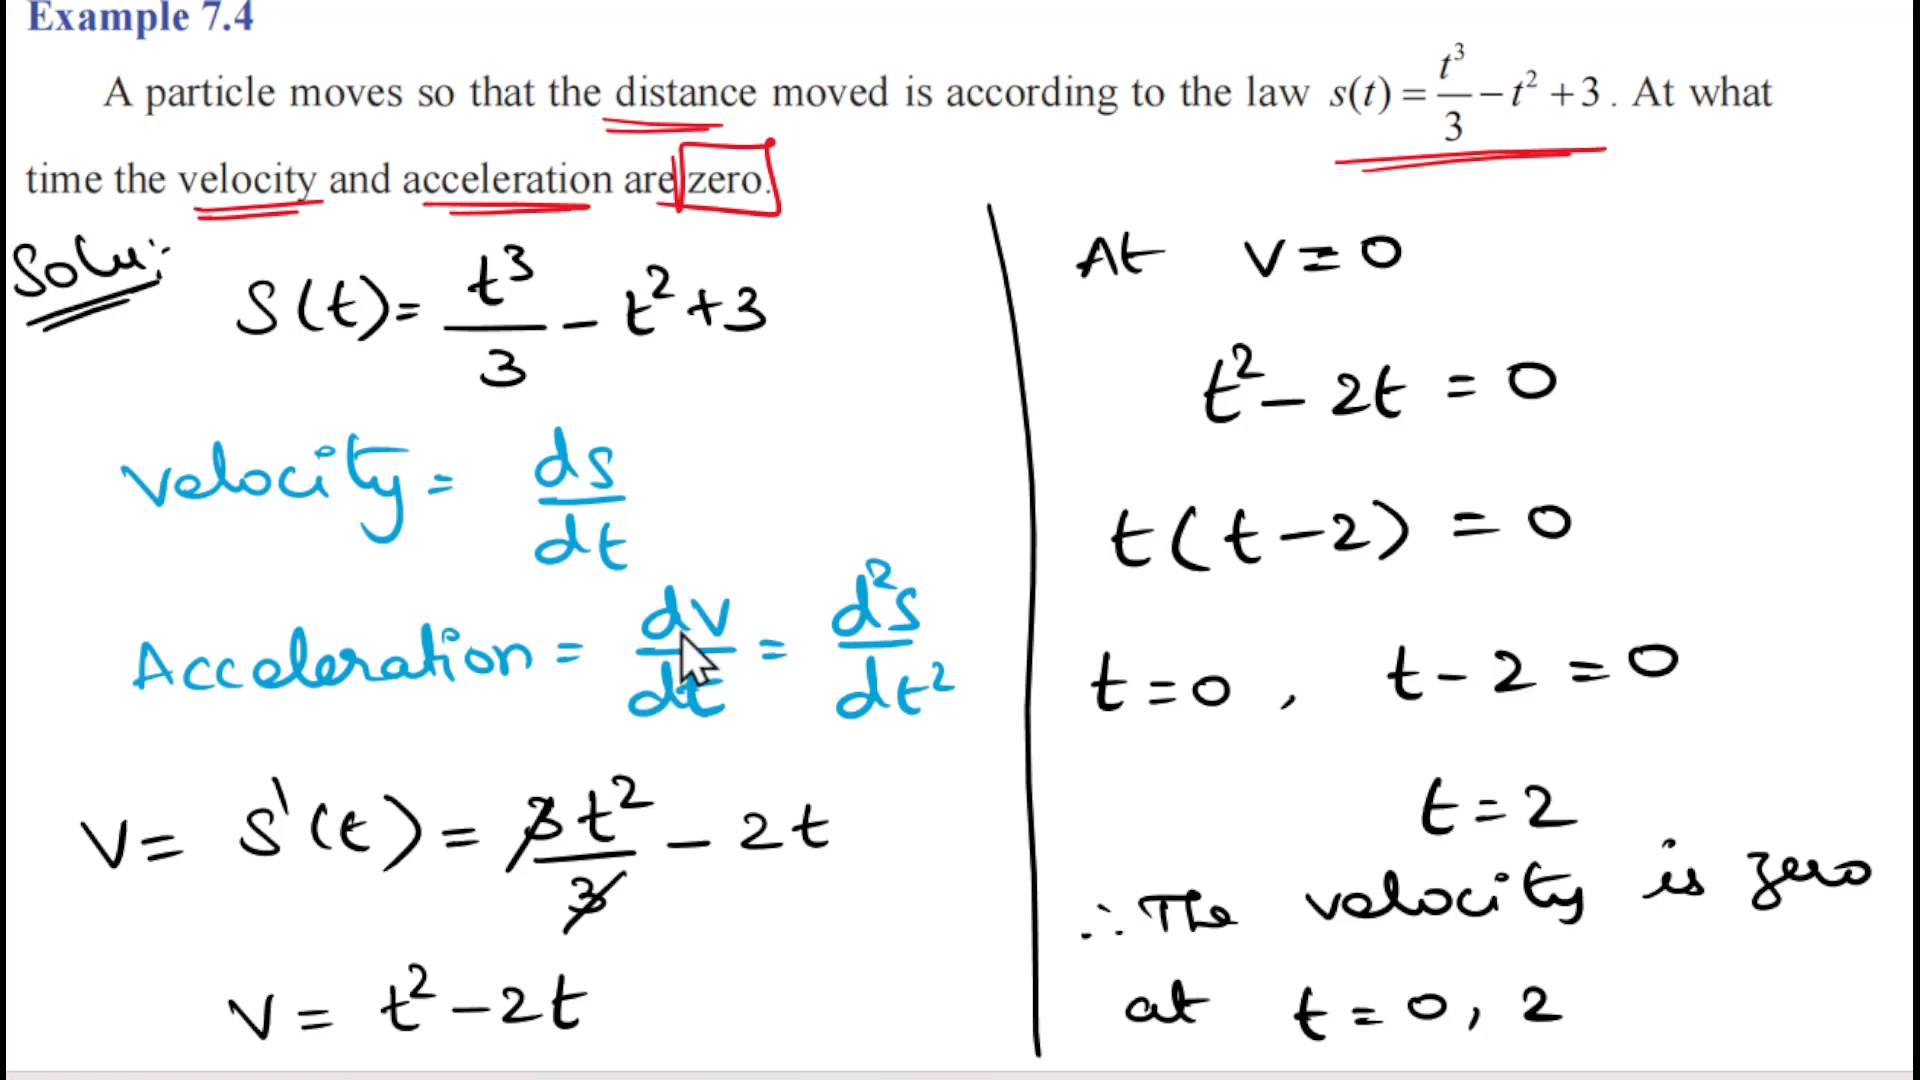 Example 7.4
A particle moves so that the distance moved is according to the law s(t) = t³/3 − t² + 3 . At what
time the velocity and acceleration are zero.
Solu:
S(t) = t³/3 − t² + 3
Velocity = ds/dt
Acceleration = dv/dt = d²s/dt²
V = S'(t) = 3t²/3 − 2t
V = t² − 2t
At V = 0
t² − 2t = 0
t(t − 2) = 0
t = 0 , t − 2 = 0
t = 2
∴ The velocity is zero
at t = 0, 2